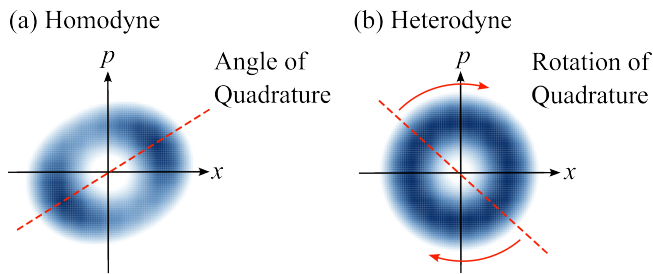 (a) Homodyne
p
Angle of
Quadrature
x
(b) Heterodyne
p
Rotation of
Quadrature
x